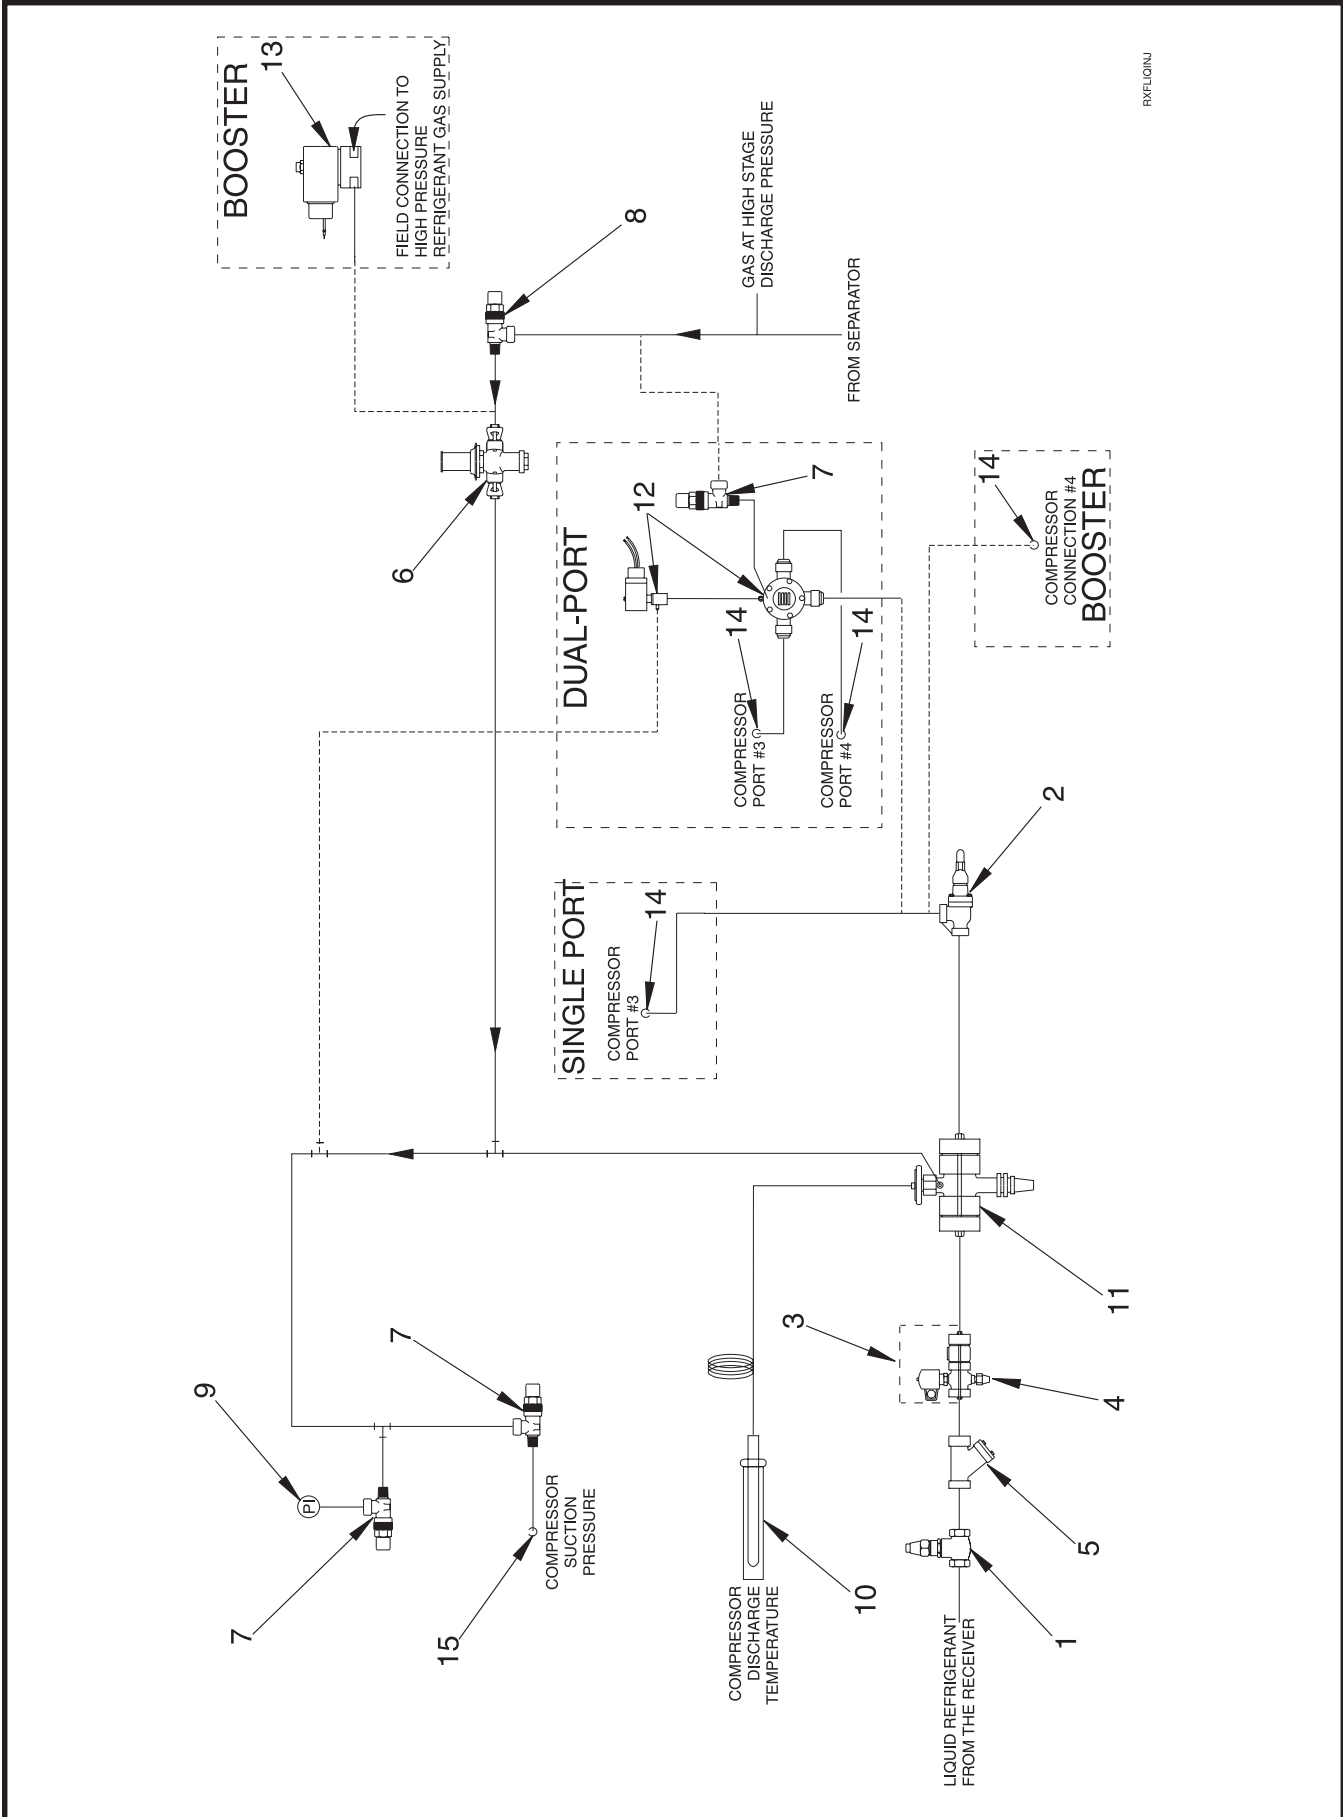 BOOSTER
13
FIELD CONNECTION TO
HIGH PRESSURE
REFRIGERANT GAS SUPPLY
8
GAS AT HIGH STAGE
DISCHARGE PRESSURE
FROM SEPARATOR
6
DUAL-PORT
12
7
14
COMPRESSOR
PORT #3
14
COMPRESSOR
PORT #4
14
COMPRESSOR
CONNECTION #4
BOOSTER
SINGLE PORT
14
COMPRESSOR
PORT #3
2
9
PI
7
7
15
COMPRESSOR
SUCTION
PRESSURE
10
COMPRESSOR
DISCHARGE
TEMPERATURE
3
11
4
5
1
LIQUID REFRIGERANT
FROM THE RECEIVER
RXFLIQINJ